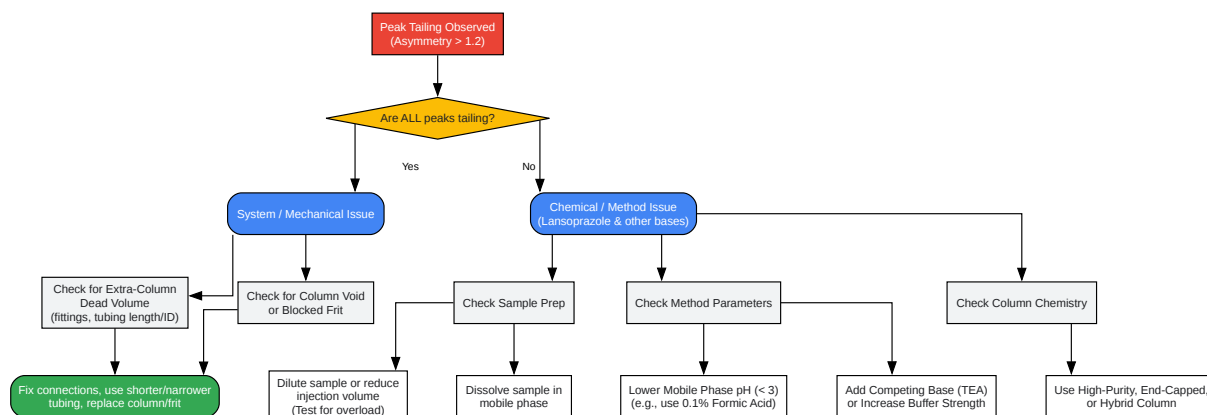 Peak Tailing Observed
(Asymmetry > 1.2)
Are ALL peaks tailing?
Yes
No
System / Mechanical Issue
Chemical / Method Issue
(Lansoprazole & other bases)
Check for Extra-Column
Dead Volume
(fittings, tubing length/ID)
Check for Column Void
or Blocked Frit
Check Sample Prep
Check Method Parameters
Check Column Chemistry
Fix connections, use shorter/narrower
tubing, replace column/frit
Dilute sample or reduce
injection volume
(Test for overload)
Dissolve sample in
mobile phase
Lower Mobile Phase pH (< 3)
(e.g., use 0.1% Formic Acid)
Add Competing Base (TEA)
or Increase Buffer Strength
Use High-Purity, End-Capped,
or Hybrid Column